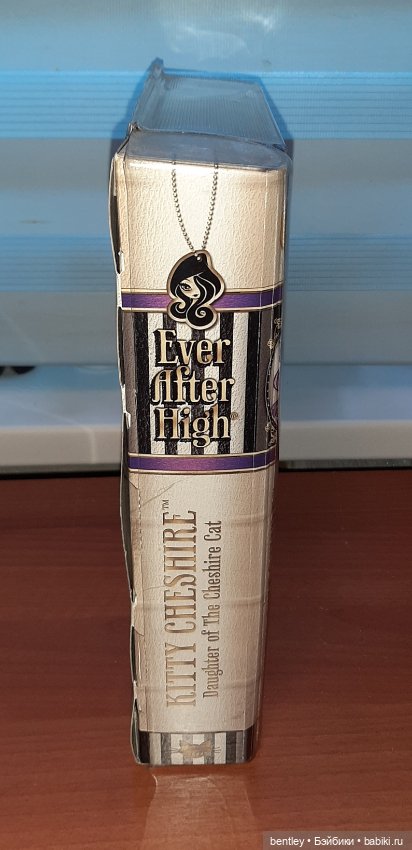 Ever
After
High®
KITTY CHESHIRE™
Daughter of The Cheshire Cat
bentley • Бэйбики • babiki.ru